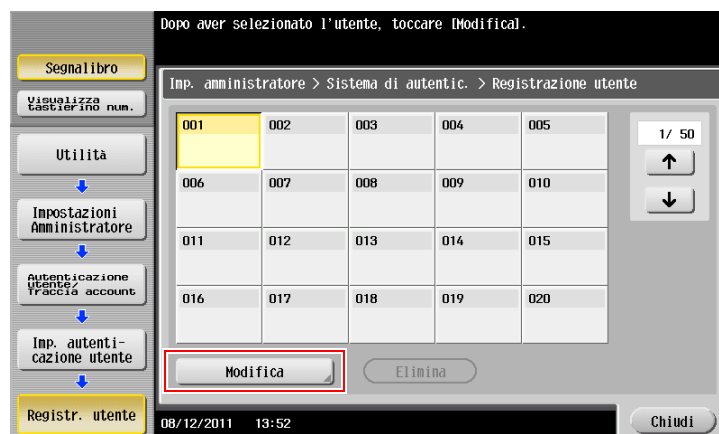 Dopo aver selezionato l'utente, toccare [Modifica].
Segnalibro
Visualizza
tastierino num.
Utilità
Impostazioni
Amministratore
Autenticazione
utente/
Traccia account
Imp. autenti-
cazione utente
Registr. utente
Imp. amministratore > Sistema di autentic. > Registrazione utente
001 002 003 004 005
006 007 008 009 010
011 012 013 014 015
016 017 018 019 020
1/ 50
↑
↓
Modifica
Elimina
08/12/2011 13:52
Chiudi